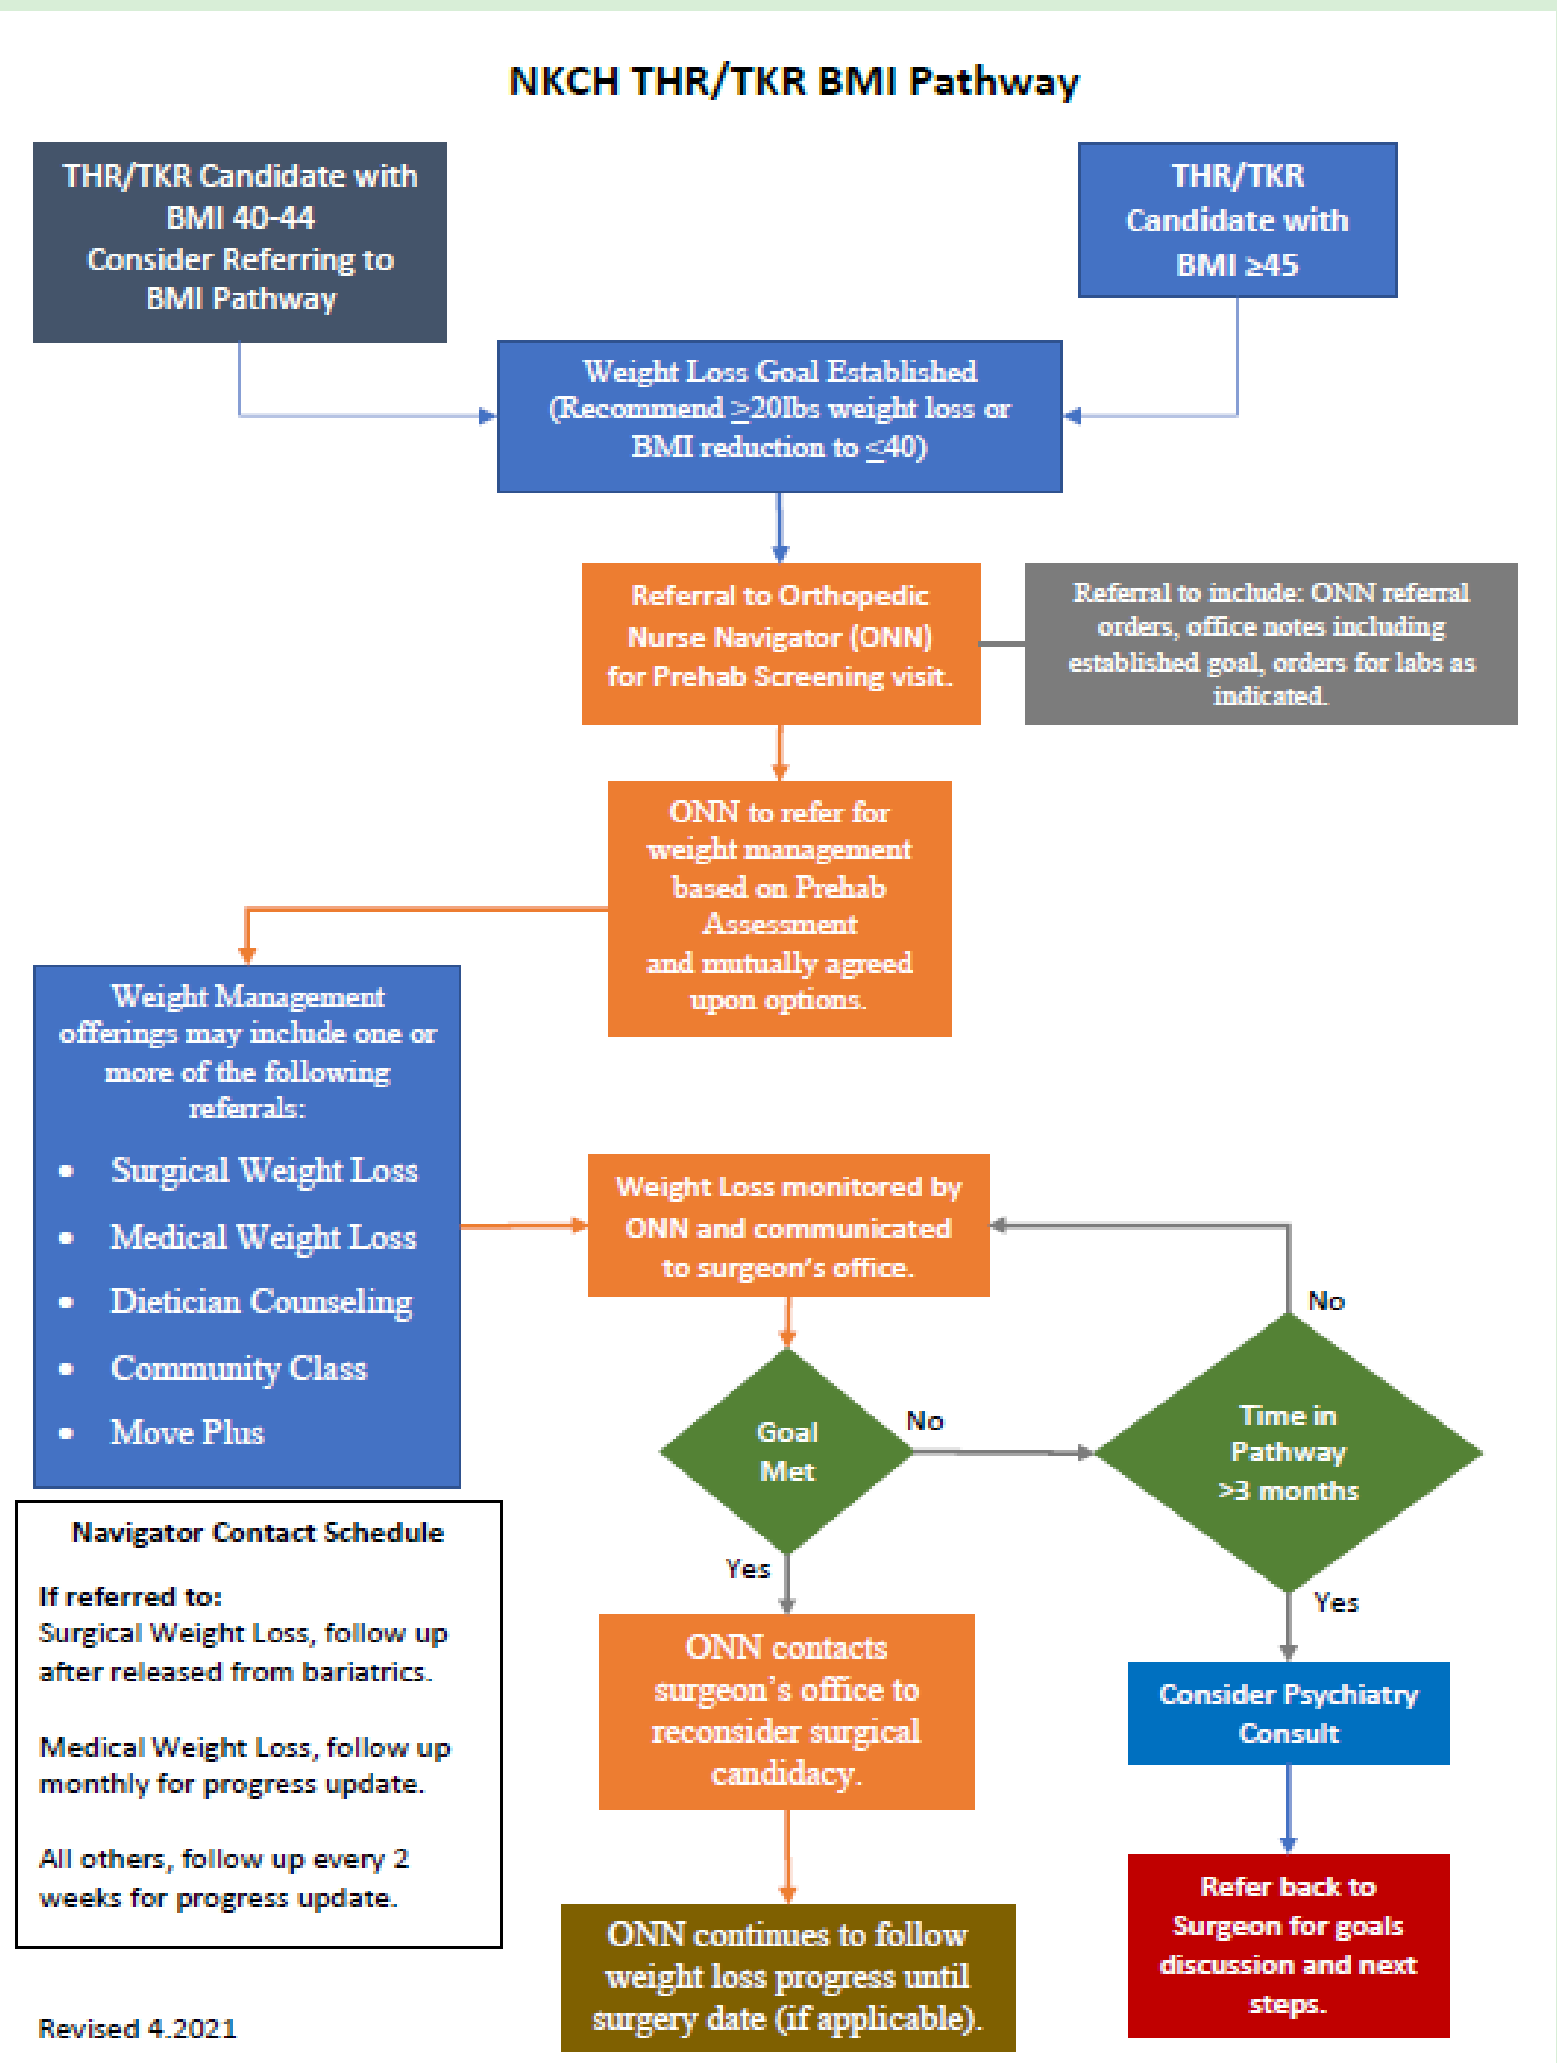 NKCH THR/TKR BMI Pathway
THR/TKR Candidate with
BMI 40-44
Consider Referring to
BMI Pathway
THR/TKR
Candidate with
BMI ≥45
Weight Loss Goal Established
(Recommend ≥20lbs weight loss or
BMI reduction to ≤40)
Referral to Orthopedic
Nurse Navigator (ONN)
for Prehab Screening visit.
Referral to include: ONN referral
orders, office notes including
established goal, orders for labs as
indicated.
ONN to refer for
weight management
based on Prehab
Assessment
and mutually agreed
upon options.
Weight Management
offerings may include one or
more of the following
referrals:
• Surgical Weight Loss
• Medical Weight Loss
• Dietician Counseling
• Community Class
• Move Plus
Weight Loss monitored by
ONN and communicated
to surgeon's office.
Goal
Met
No
Time in
Pathway
>3 months
No
Yes
Yes
ONN contacts
surgeon's office to
reconsider surgical
candidacy.
Consider Psychiatry
Consult
ONN continues to follow
weight loss progress until
surgery date (if applicable).
Refer back to
Surgeon for goals
discussion and next
steps.
Navigator Contact Schedule
If referred to:
Surgical Weight Loss, follow up
after released from bariatrics.
Medical Weight Loss, follow up
monthly for progress update.
All others, follow up every 2
weeks for progress update.
Revised 4.2021